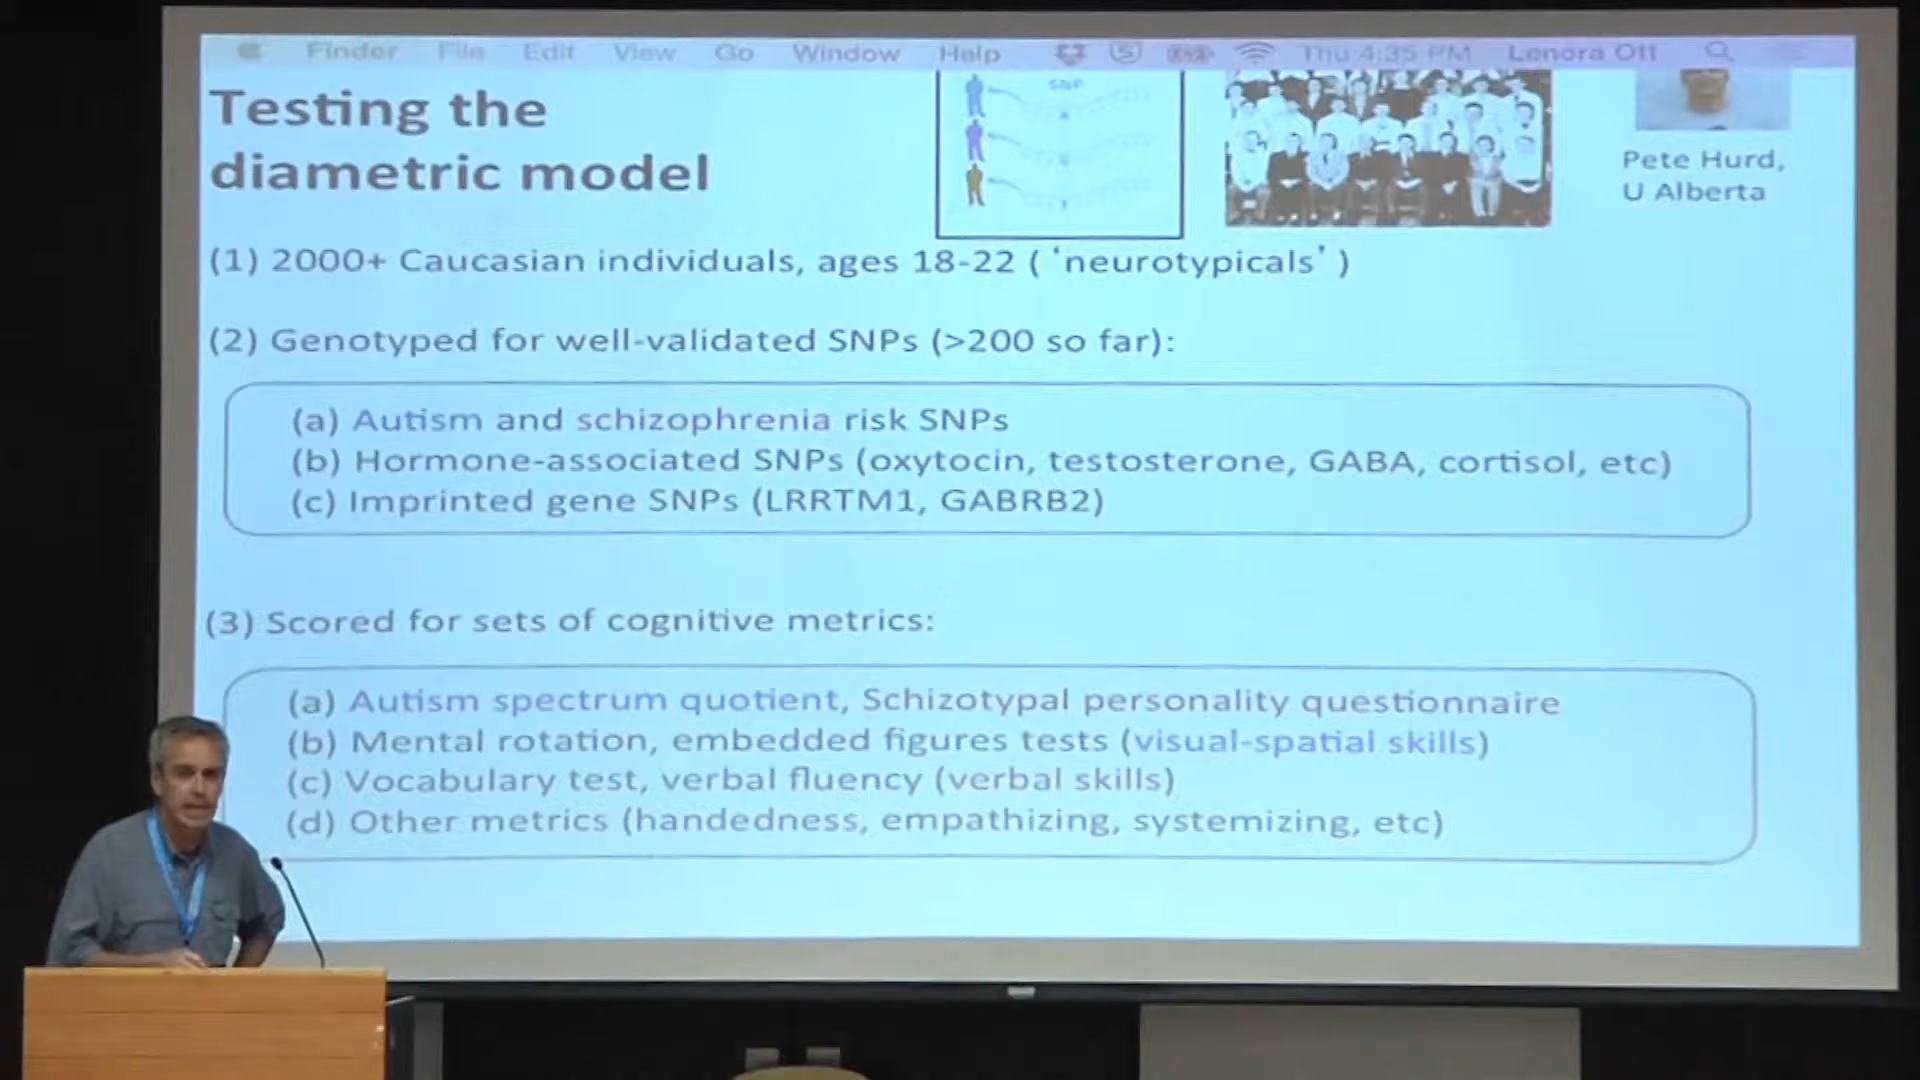 Finder File Edit View Go Window Help Thu 4:35 PM Lenora Ott
Testing the
diametric model
SNP
Pete Hurd,
U Alberta
(1) 2000+ Caucasian individuals, ages 18-22 ( 'neurotypicals' )
(2) Genotyped for well-validated SNPs (>200 so far):
(a) Autism and schizophrenia risk SNPs
(b) Hormone-associated SNPs (oxytocin, testosterone, GABA, cortisol, etc)
(c) Imprinted gene SNPs (LRRTM1, GABRB2)
(3) Scored for sets of cognitive metrics:
(a) Autism spectrum quotient, Schizotypal personality questionnaire
(b) Mental rotation, embedded figures tests (visual-spatial skills)
(c) Vocabulary test, verbal fluency (verbal skills)
(d) Other metrics (handedness, empathizing, systemizing, etc)